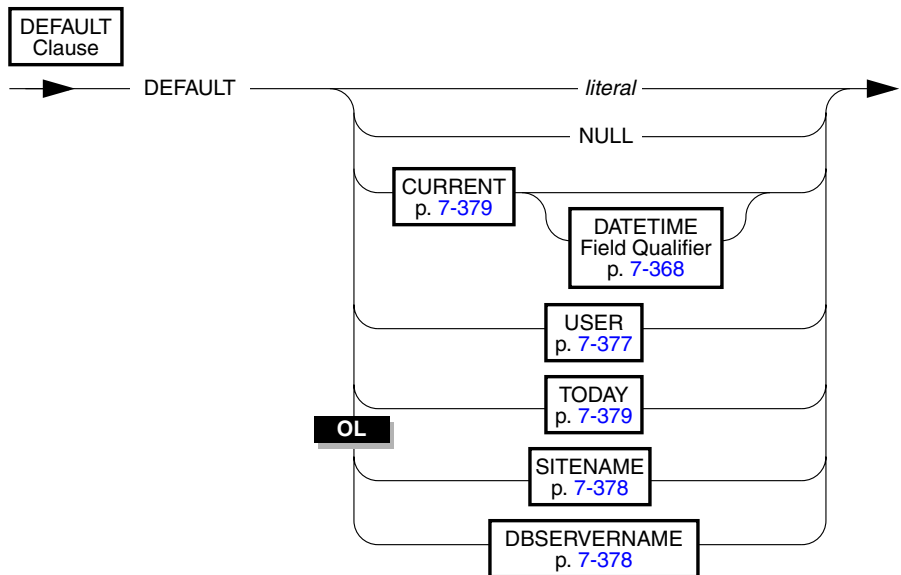 DEFAULT
Clause
DEFAULT
literal
NULL
CURRENT
p. 7-379
DATETIME
Field Qualifier
p. 7-368
USER
p. 7-377
TODAY
p. 7-379
OL
SITENAME
p. 7-378
DBSERVERNAME
p. 7-378